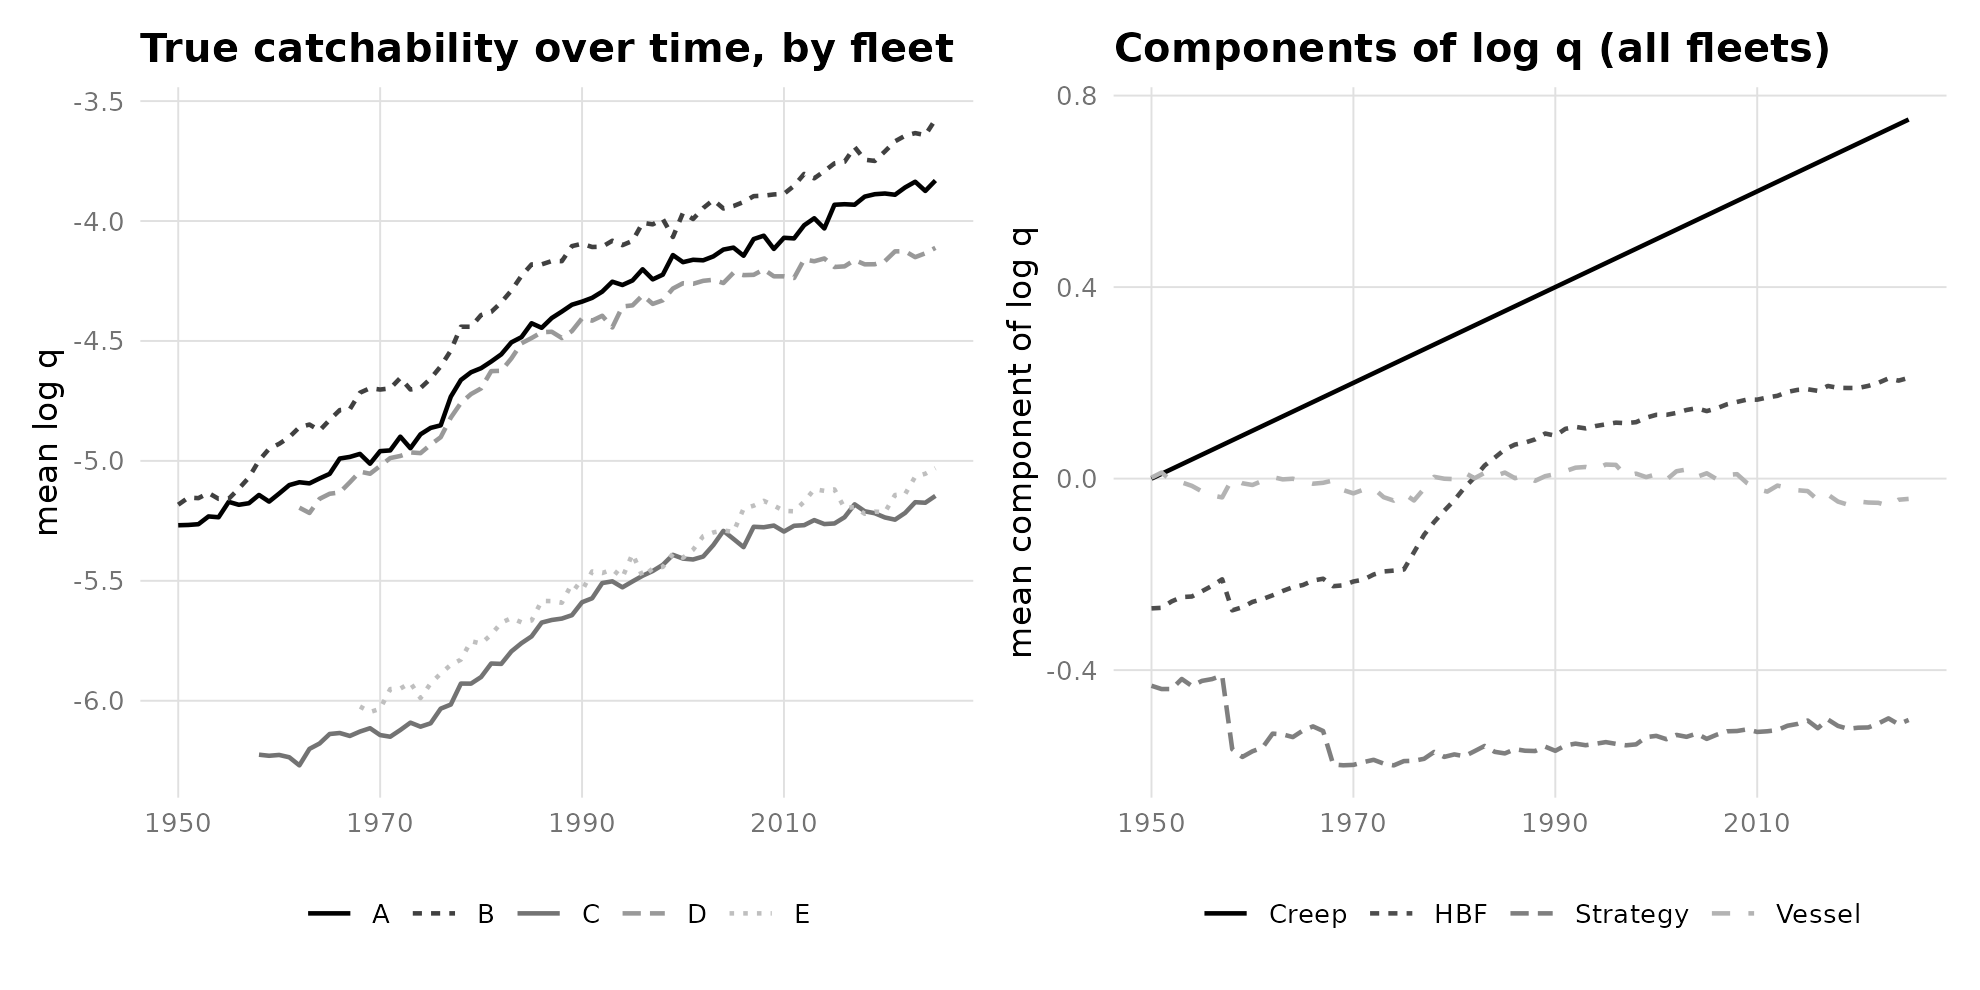 True catchability over time, by fleet
mean log q
-3.5
-4.0
-4.5
-5.0
-5.5
-6.0
1950 1970 1990 2010
A B C D E
Components of log q (all fleets)
mean component of log q
0.8
0.4
0.0
-0.4
1950 1970 1990 2010
Creep HBF Strategy Vessel